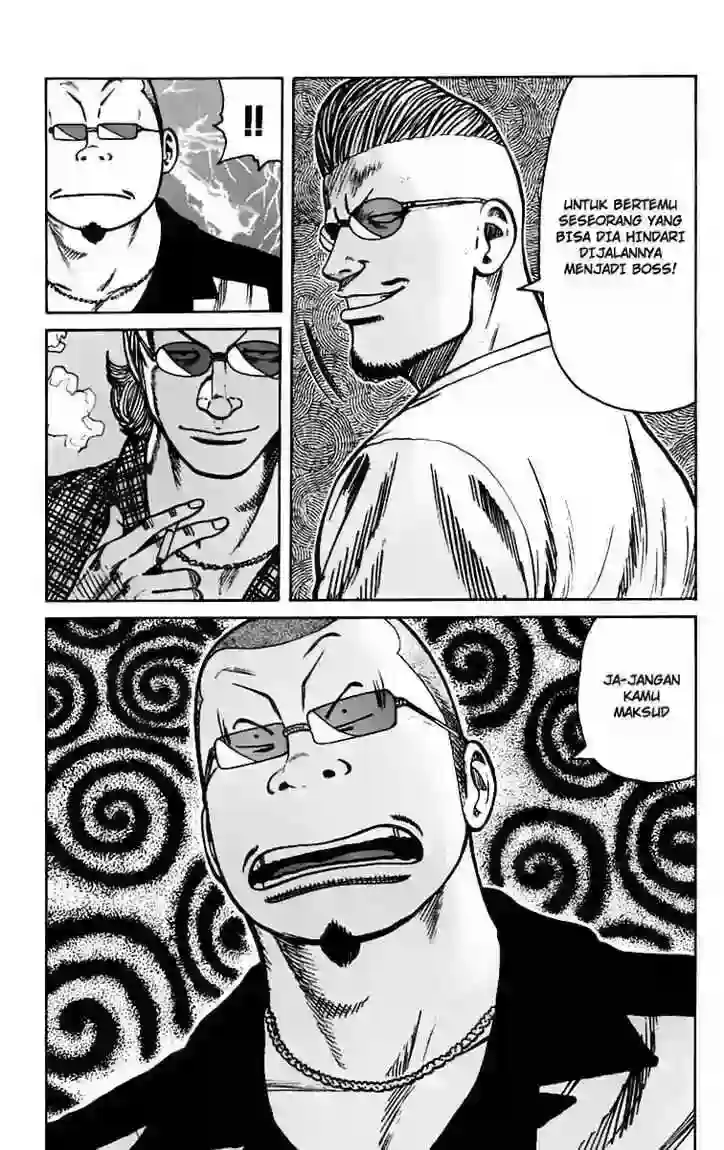 UNTUK BERTEMU
SESEORANG YANG
BISA DIA HINDARI
DIJALANNYA
MENJADI BOSS!
!!
JA-JANGAN
KAMU
MAKSUD